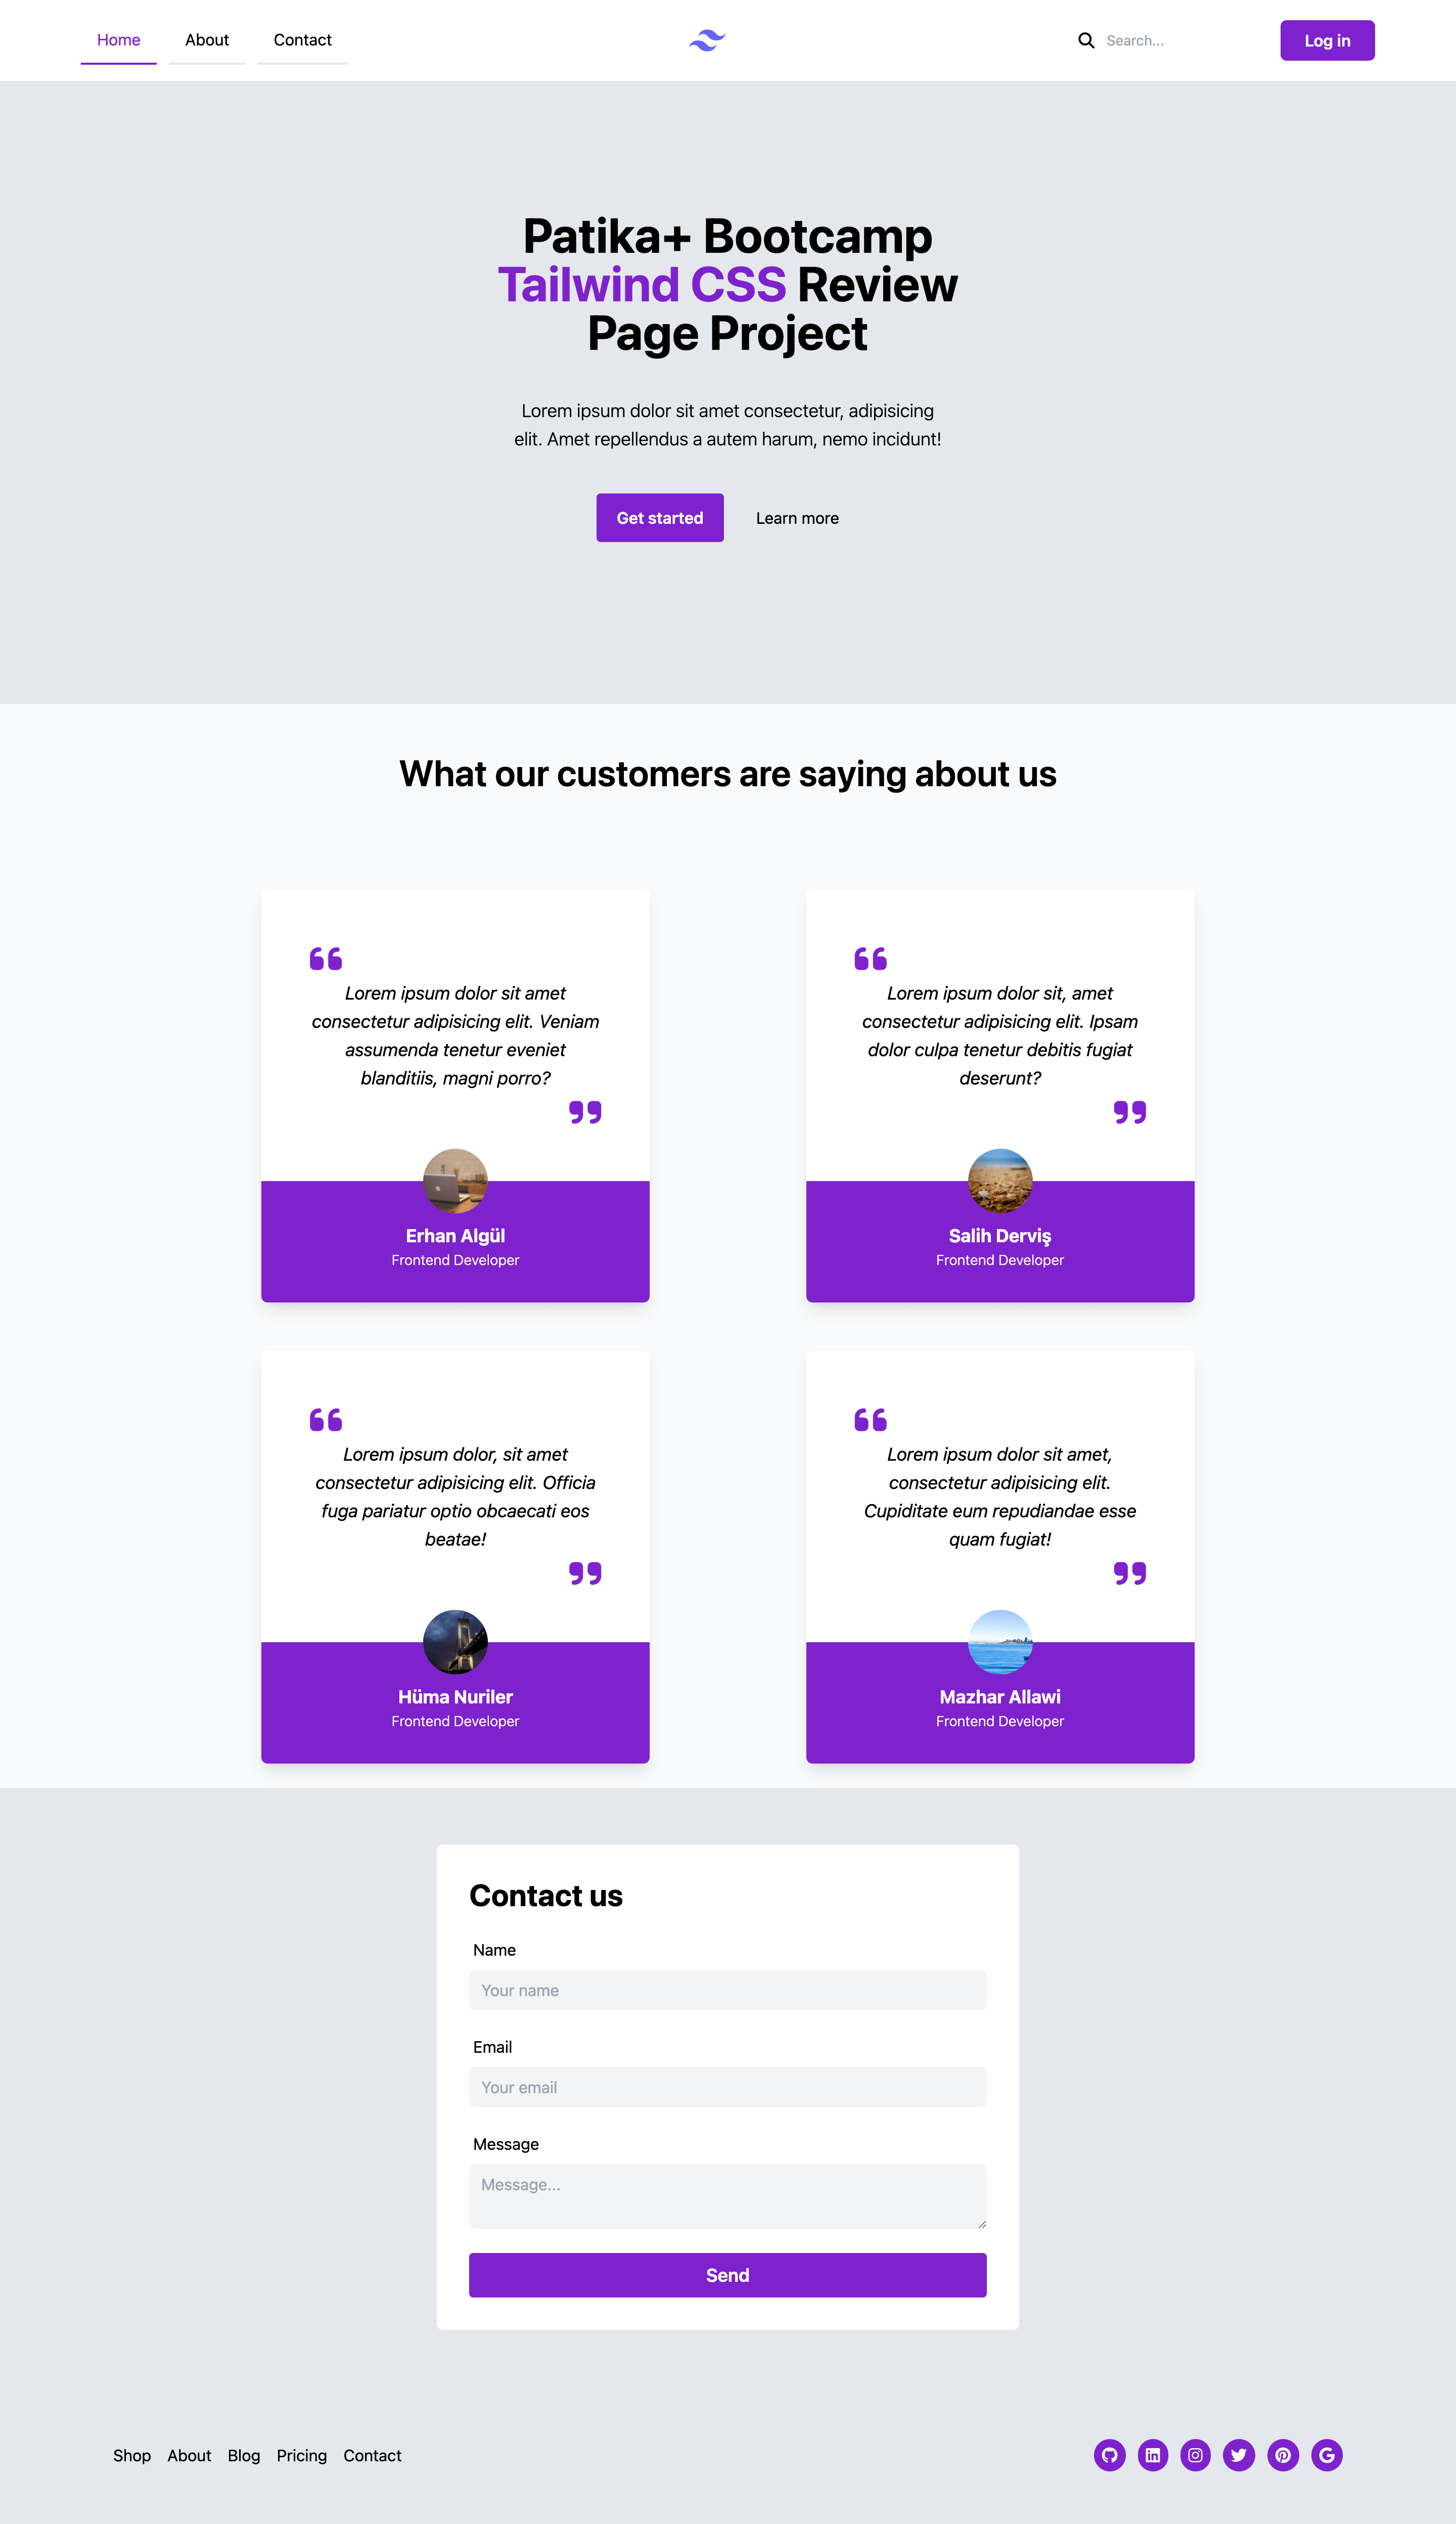 Home About Contact Search... Log in
Patika+ Bootcamp
Tailwind CSS Review
Page Project
Lorem ipsum dolor sit amet consectetur, adipisicing
elit. Amet repellendus a autem harum, nemo incidunt!
Get started Learn more
What our customers are saying about us
Lorem ipsum dolor sit amet
consectetur adipisicing elit. Veniam
assumenda tenetur eveniet
blanditiis, magni porro?
Erhan Algül
Frontend Developer
Lorem ipsum dolor sit, amet
consectetur adipisicing elit. Ipsam
dolor culpa tenetur debitis fugiat
deserunt?
Salih Derviş
Frontend Developer
Lorem ipsum dolor, sit amet
consectetur adipisicing elit. Officia
fuga pariatur optio obcaecati eos
beatae!
Hüma Nuriler
Frontend Developer
Lorem ipsum dolor sit amet,
consectetur adipisicing elit.
Cupiditate eum repudiandae esse
quam fugiat!
Mazhar Allawi
Frontend Developer
Contact us
Name
Your name
Email
Your email
Message
Message...
Send
Shop About Blog Pricing Contact